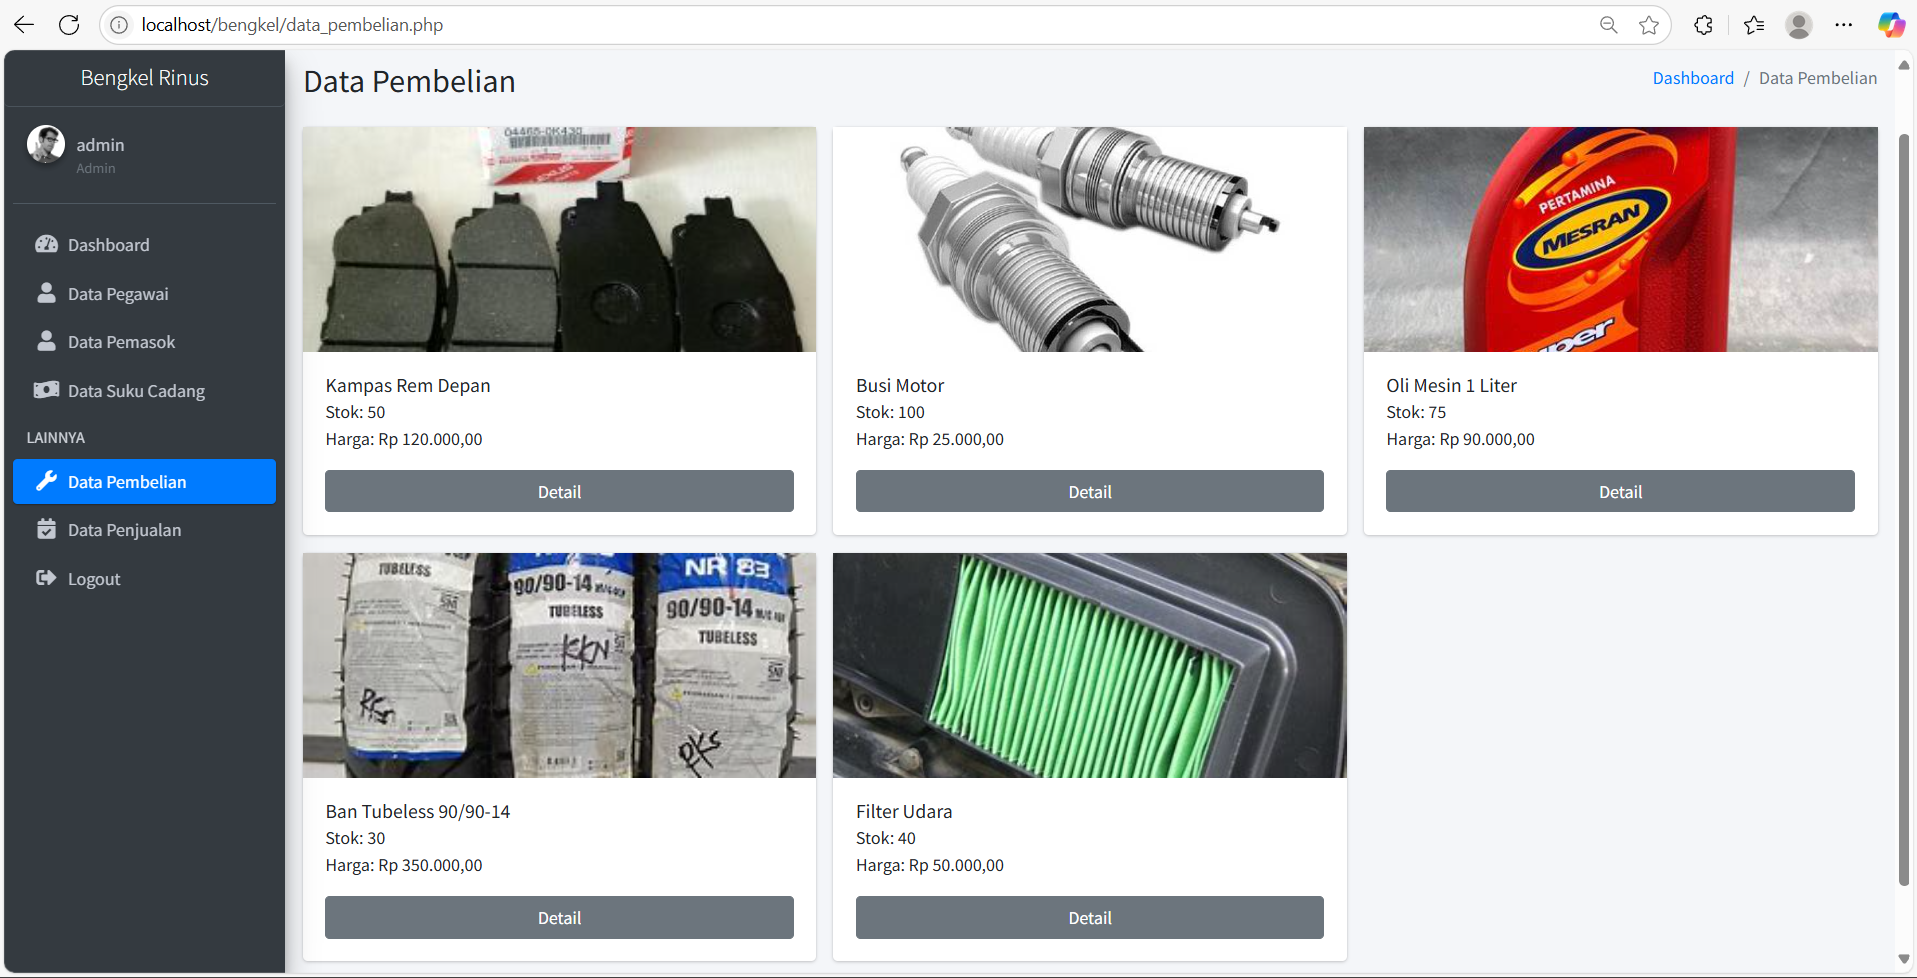 localhost/bengkel/data_pembelian.php
Bengkel Rinus
admin
Admin
Dashboard
Data Pegawai
Data Pemasok
Data Suku Cadang
LAINNYA
Data Pembelian
Data Penjualan
Logout
Data Pembelian
Dashboard / Data Pembelian
04465-0K430
Kampas Rem Depan
Stok: 50
Harga: Rp 120.000,00
Detail
Busi Motor
Stok: 100
Harga: Rp 25.000,00
Detail
PERTAMINA
MESRAN
Oli Mesin 1 Liter
Stok: 75
Harga: Rp 90.000,00
Detail
TUBELESS
90/90-14
TUBELESS
KKN
NR 83
90/90-14
TUBELESS
PKS
Ban Tubeless 90/90-14
Stok: 30
Harga: Rp 350.000,00
Detail
Filter Udara
Stok: 40
Harga: Rp 50.000,00
Detail